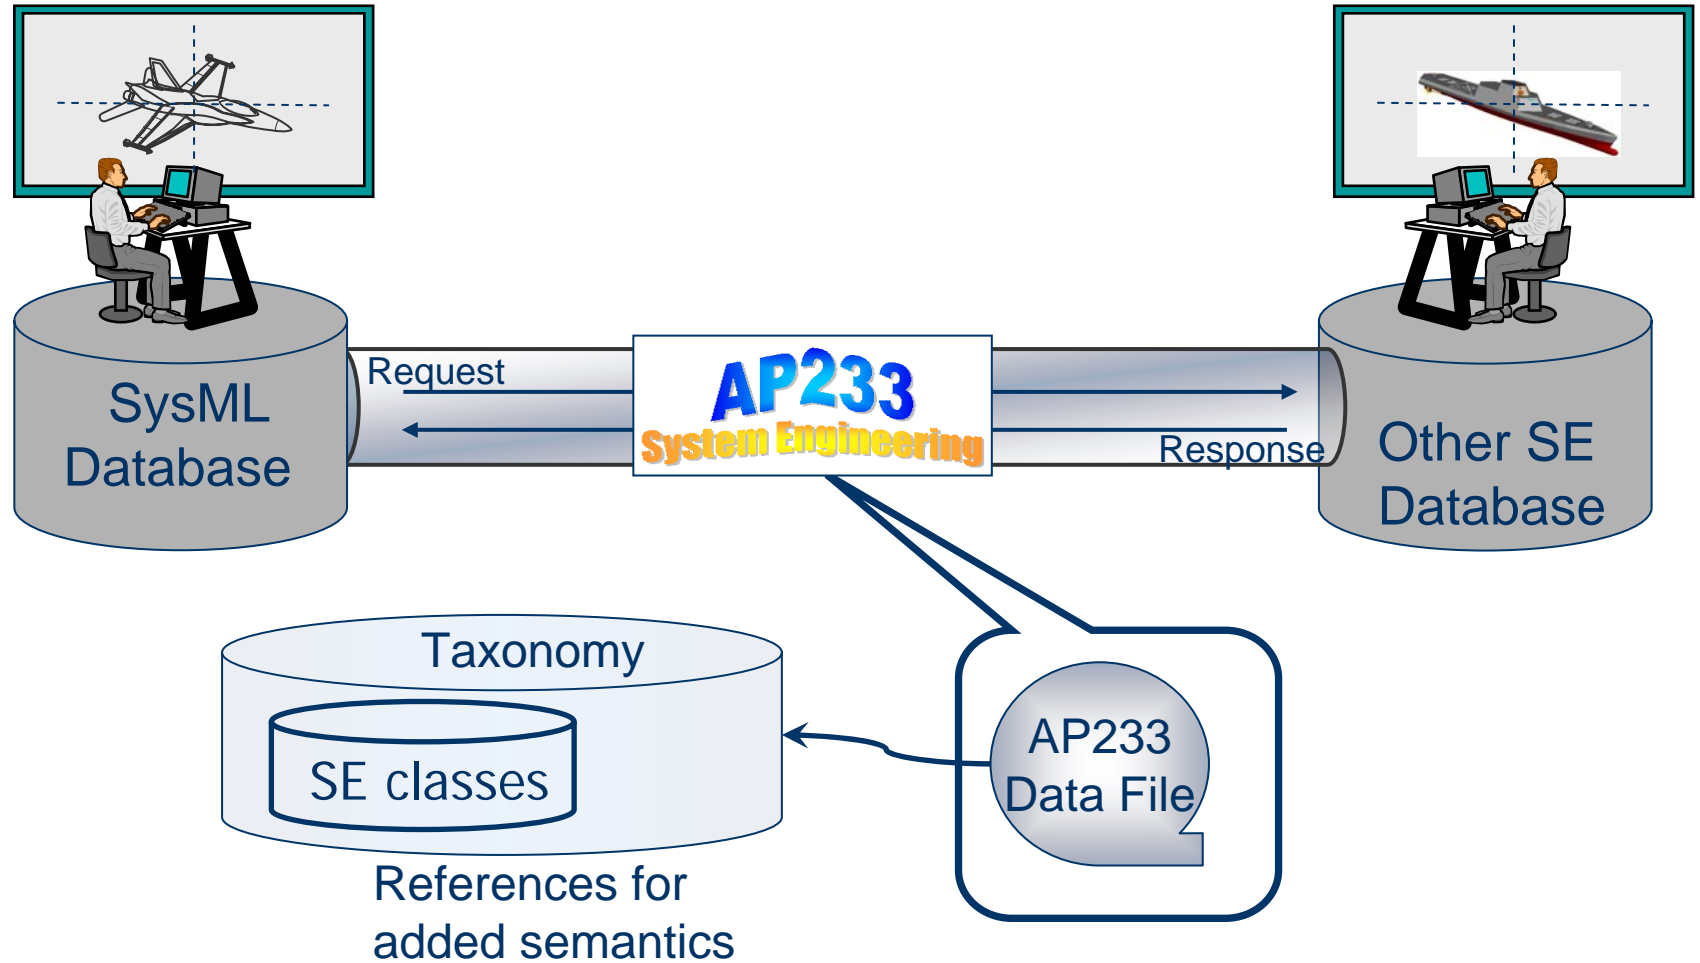 Request
AP233
System Engineering
SysML
Database
Response
Other SE
Database
Taxonomy
SE classes
AP233
Data File
References for
added semantics